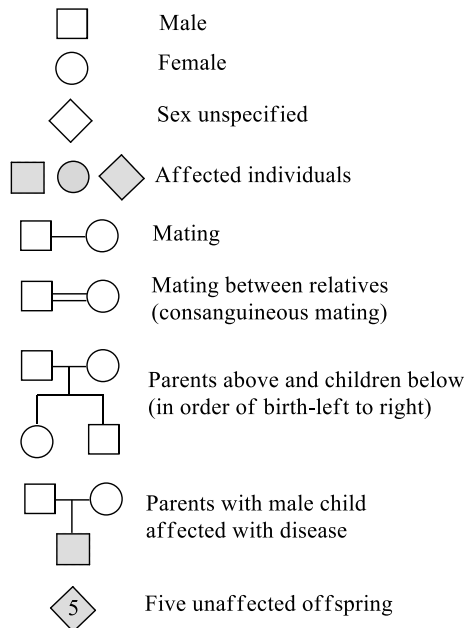 Male
Female
Sex unspecified
Affected individuals
Mating
Mating between relatives
(consanguineous mating)
Parents above and children below
(in order of birth-left to right)
Parents with male child
affected with disease
5 Five unaffected offspring